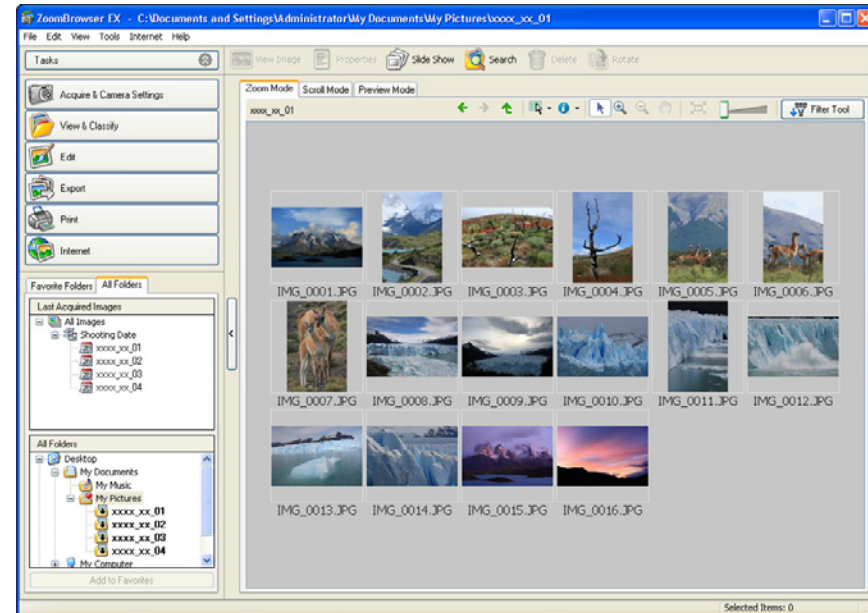 ZoomBrowser EX - C:\Documents and Settings\Administrator\My Documents\My Pictures\xxxx_xx_01
File Edit View Tools Internet Help
Tasks
View Image Properties Slide Show Search Delete Rotate
Acquire & Camera Settings
View & Classify
Edit
Export
Print
Internet
Zoom Mode Scroll Mode Preview Mode
xxxx_xx_01
Filter Tool
Favorite Folders All Folders
Last Acquired Images
All Images
Shooting Date
xxxx_xx_01
xxxx_xx_02
xxxx_xx_03
xxxx_xx_04
All Folders
Desktop
My Documents
My Music
My Pictures
xxxx_xx_01
xxxx_xx_02
xxxx_xx_03
xxxx_xx_04
My Computer
Add to Favorites
IMG_0001.JPG IMG_0002.JPG IMG_0003.JPG IMG_0004.JPG IMG_0005.JPG IMG_0006.JPG
IMG_0007.JPG IMG_0008.JPG IMG_0009.JPG IMG_0010.JPG IMG_0011.JPG IMG_0012.JPG
IMG_0013.JPG IMG_0014.JPG IMG_0015.JPG IMG_0016.JPG
Selected Items: 0